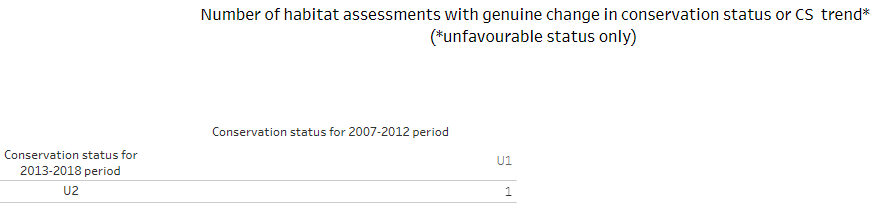 Number of habitat assessments with genuine change in conservation status or CS trend*
(*unfavourable status only)
Conservation status for 2007-2012 period
Conservation status for
2013-2018 period
U1
U2
1